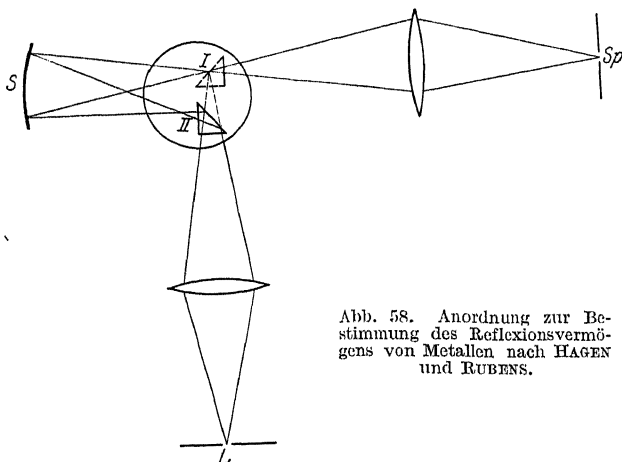 I
S
II
Sp
Abb. 58. Anordnung zur Be-
stimmung des Reflexionsvermö-
gens von Metallen nach HAGEN
und RUBENS.
L